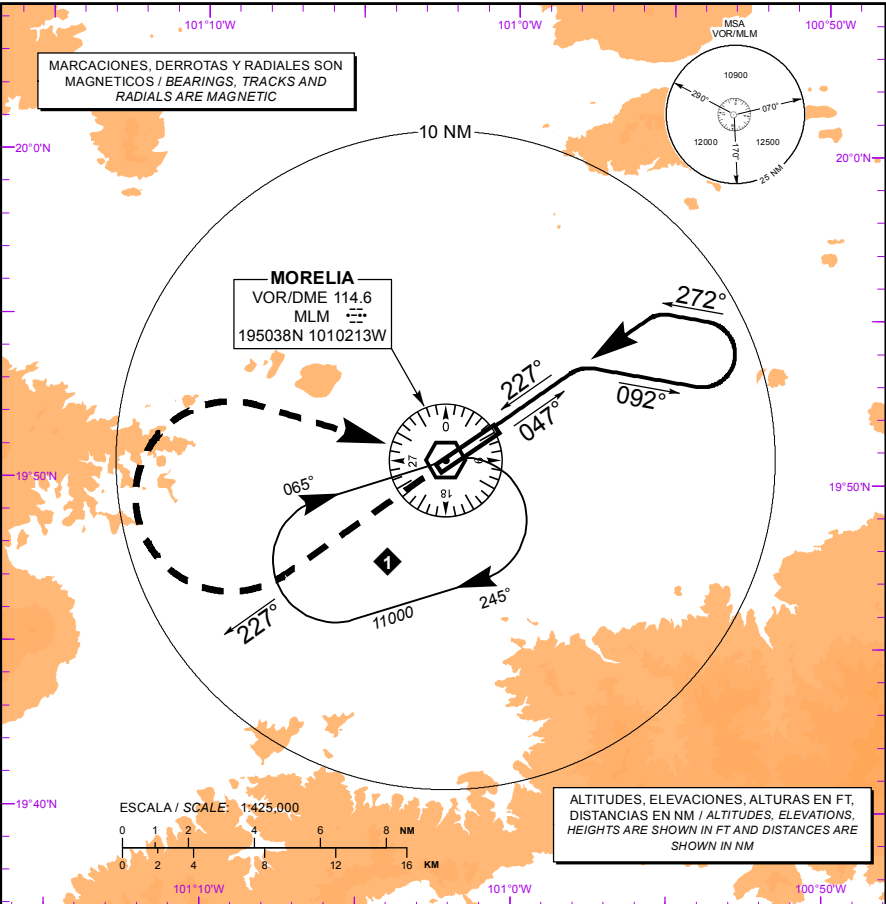 101°10'W
101°0'W
100°50'W
MARCACIONES, DERROTAS Y RADIALES SON
MAGNETICOS / BEARINGS, TRACKS AND
RADIALS ARE MAGNETIC
MSA
VOR/MLM
10900
290°
070°
12000
12500
170°
25 NM
10 NM
20°0'N
20°0'N
MORELIA
VOR/DME 114.6
MLM
195038N 1010213W
272°
227°
047°
092°
0
9
18
27
19°50'N
19°50'N
065°
1
245°
11000
227°
19°40'N
19°40'N
ESCALA / SCALE: 1:425,000
0 1 2 4 6 8 NM
0 2 4 8 12 16 KM
ALTITUDES, ELEVACIONES, ALTURAS EN FT,
DISTANCIAS EN NM / ALTITUDES, ELEVATIONS,
HEIGHTS ARE SHOWN IN FT AND DISTANCES ARE
SHOWN IN NM
101°10'W
101°0'W
100°50'W